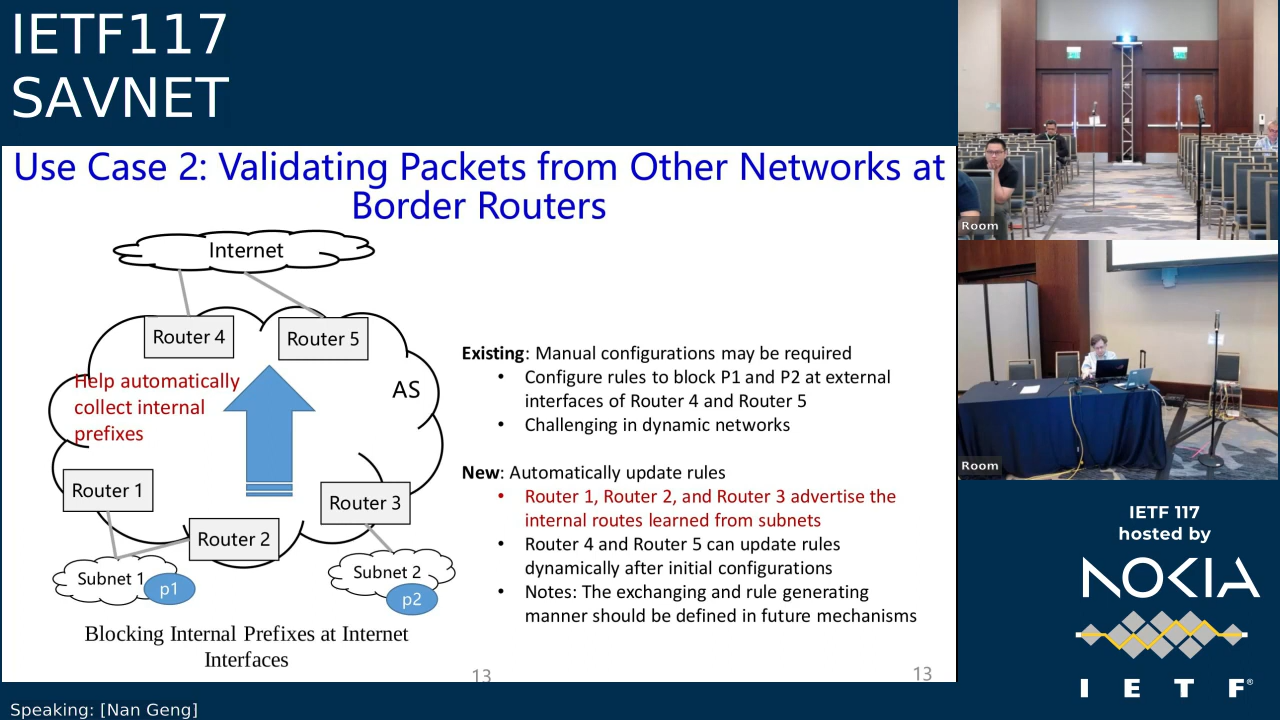 IETF117
SAVNET
Use Case 2: Validating Packets from Other Networks at
Border Routers
Internet
Router 4
Router 5
Help automatically
collect internal
prefixes
AS
Router 1
Router 2
Router 3
Subnet 1
p1
Subnet 2
p2
Blocking Internal Prefixes at Internet
Interfaces
Existing: Manual configurations may be required
• Configure rules to block P1 and P2 at external
interfaces of Router 4 and Router 5
• Challenging in dynamic networks
New: Automatically update rules
• Router 1, Router 2, and Router 3 advertise the
internal routes learned from subnets
• Router 4 and Router 5 can update rules
dynamically after initial configurations
• Notes: The exchanging and rule generating
manner should be defined in future mechanisms
13
13
Speaking: [Nan Geng]
Room
Room
IETF 117
hosted by
NOKIA
I E T F®